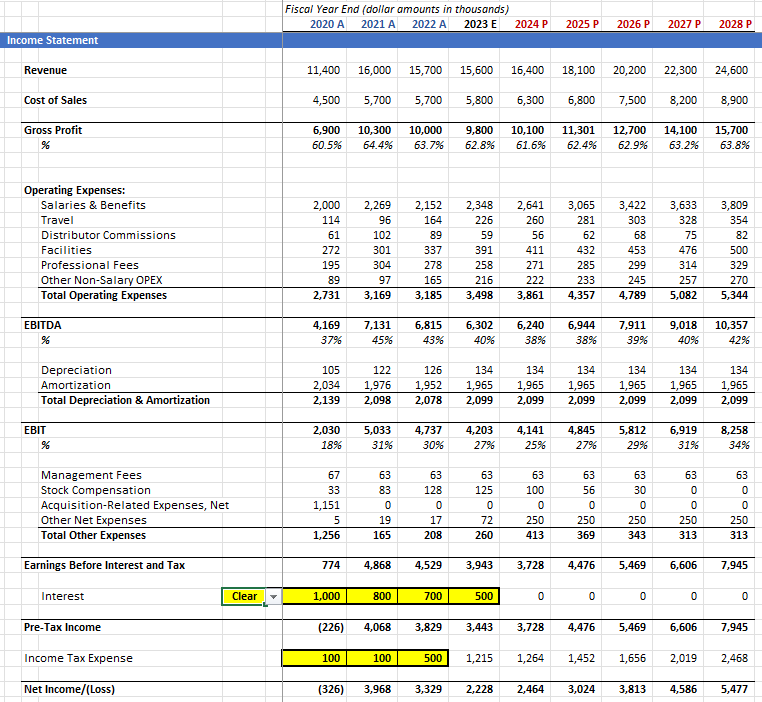 Fiscal Year End (dollar amounts in thousands)
2020 A 2021 A 2022 A 2023 E 2024 P 2025 P 2026 P 2027 P 2028 P
Income Statement
Revenue 11,400 16,000 15,700 15,600 16,400 18,100 20,200 22,300 24,600
Cost of Sales 4,500 5,700 5,700 5,800 6,300 6,800 7,500 8,200 8,900
Gross Profit 6,900 10,300 10,000 9,800 10,100 11,301 12,700 14,100 15,700
% 60.5% 64.4% 63.7% 62.8% 61.6% 62.4% 62.9% 63.2% 63.8%
Operating Expenses:
Salaries & Benefits 2,000 2,269 2,152 2,348 2,641 3,065 3,422 3,633 3,809
Travel 114 96 164 226 260 281 303 328 354
Distributor Commissions 61 102 89 59 56 62 68 75 82
Facilities 272 301 337 391 411 432 453 476 500
Professional Fees 195 304 278 258 271 285 299 314 329
Other Non-Salary OPEX 89 97 165 216 222 233 245 257 270
Total Operating Expenses 2,731 3,169 3,185 3,498 3,861 4,357 4,789 5,082 5,344
EBITDA 4,169 7,131 6,815 6,302 6,240 6,944 7,911 9,018 10,357
% 37% 45% 43% 40% 38% 38% 39% 40% 42%
Depreciation 105 122 126 134 134 134 134 134 134
Amortization 2,034 1,976 1,952 1,965 1,965 1,965 1,965 1,965 1,965
Total Depreciation & Amortization 2,139 2,098 2,078 2,099 2,099 2,099 2,099 2,099 2,099
EBIT 2,030 5,033 4,737 4,203 4,141 4,845 5,812 6,919 8,258
% 18% 31% 30% 27% 25% 27% 29% 31% 34%
Management Fees 67 63 63 63 63 63 63 63 63
Stock Compensation 33 83 128 125 100 56 30 0 0
Acquisition-Related Expenses, Net 1,151 0 0 0 0 0 0 0 0
Other Net Expenses 5 19 17 72 250 250 250 250 250
Total Other Expenses 1,256 165 208 260 413 369 343 313 313
Earnings Before Interest and Tax 774 4,868 4,529 3,943 3,728 4,476 5,469 6,606 7,945
Interest Clear 1,000 800 700 500 0 0 0 0 0
Pre-Tax Income (226) 4,068 3,829 3,443 3,728 4,476 5,469 6,606 7,945
Income Tax Expense 100 100 500 1,215 1,264 1,452 1,656 2,019 2,468
Net Income/(Loss) (326) 3,968 3,329 2,228 2,464 3,024 3,813 4,586 5,477